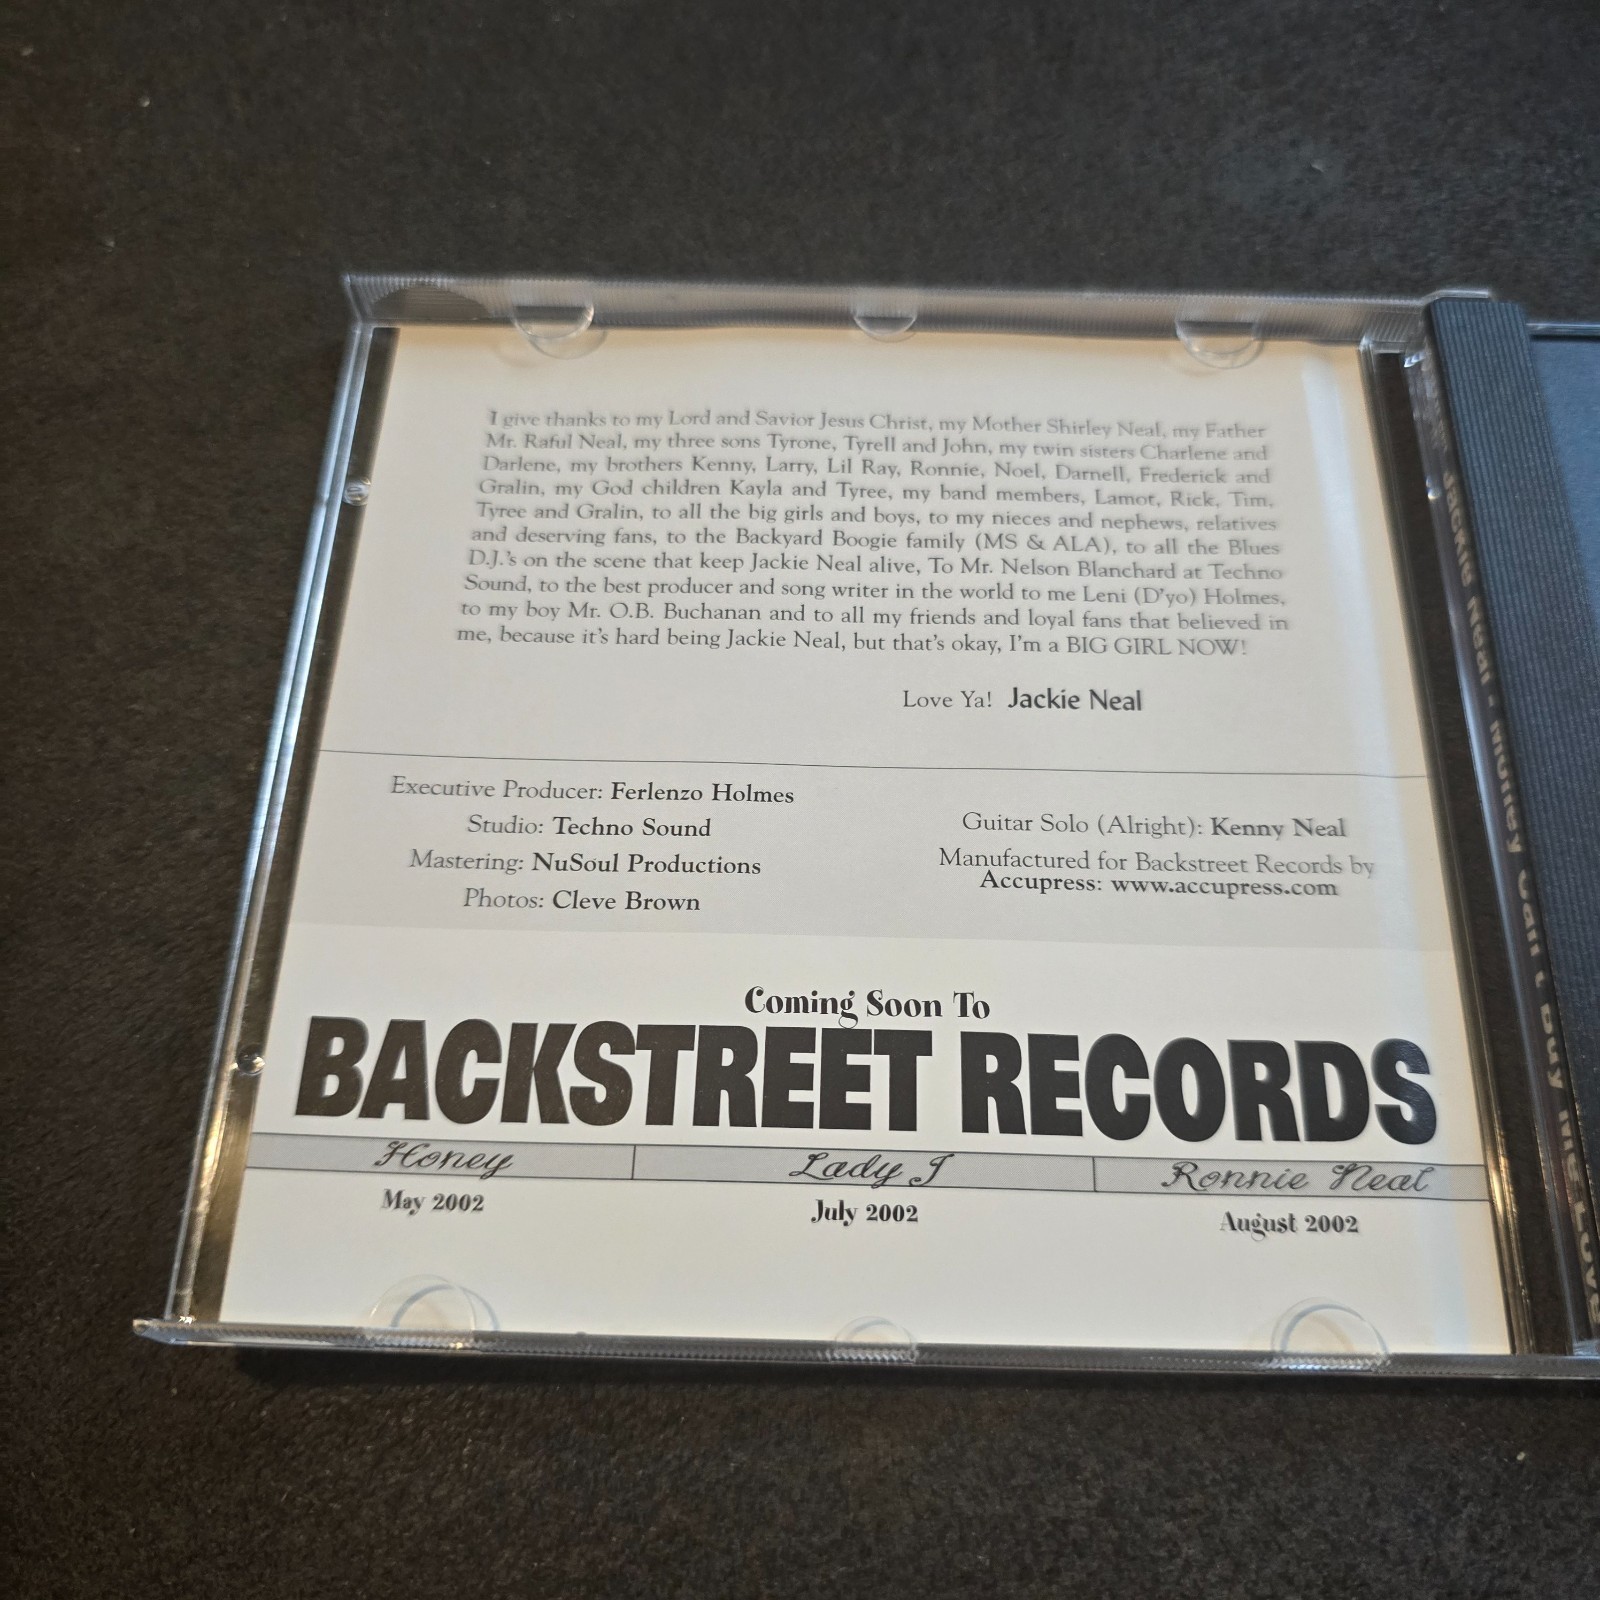 I give thanks to my Lord and Savior Jesus Christ, my Mother Shirley Neal, my Father
Mr. Raful Neal, my three sons Tyrone, Tyrell and John, my twin sisters Charlene and
Darlene, my brothers Kenny, Larry, Lil Ray, Ronnie, Noel, Darnell, Frederick and
Gralin, my God children Kayla and Tyree, my band members, Lamot, Rick, Tim,
Tyree and Gralin, to all the big girls and boys, to my nieces and nephews, relatives
and deserving fans, to the Backyard Boogie family (MS & ALA), to all the Blues
D.J.'s on the scene that keep Jackie Neal alive, To Mr. Nelson Blanchard at Techno
Sound, to the best producer and song writer in the world to me Leni (D'yo) Holmes,
to my boy Mr. O.B. Buchanan and to all my friends and loyal fans that believed in
me, because it's hard being Jackie Neal, but that's okay, I'm a BIG GIRL NOW!
Love Ya! Jackie Neal
Executive Producer: Ferlenzo Holmes
Studio: Techno Sound
Mastering: NuSoul Productions
Photos: Cleve Brown
Guitar Solo (Alright): Kenny Neal
Manufactured for Backstreet Records by
Accupress: www.accupress.com
Coming Soon To
BACKSTREET RECORDS
Honey
Lady J
Ronnie Neal
May 2002
July 2002
August 2002
Jackie Neal - Money Can't Buy Me Love